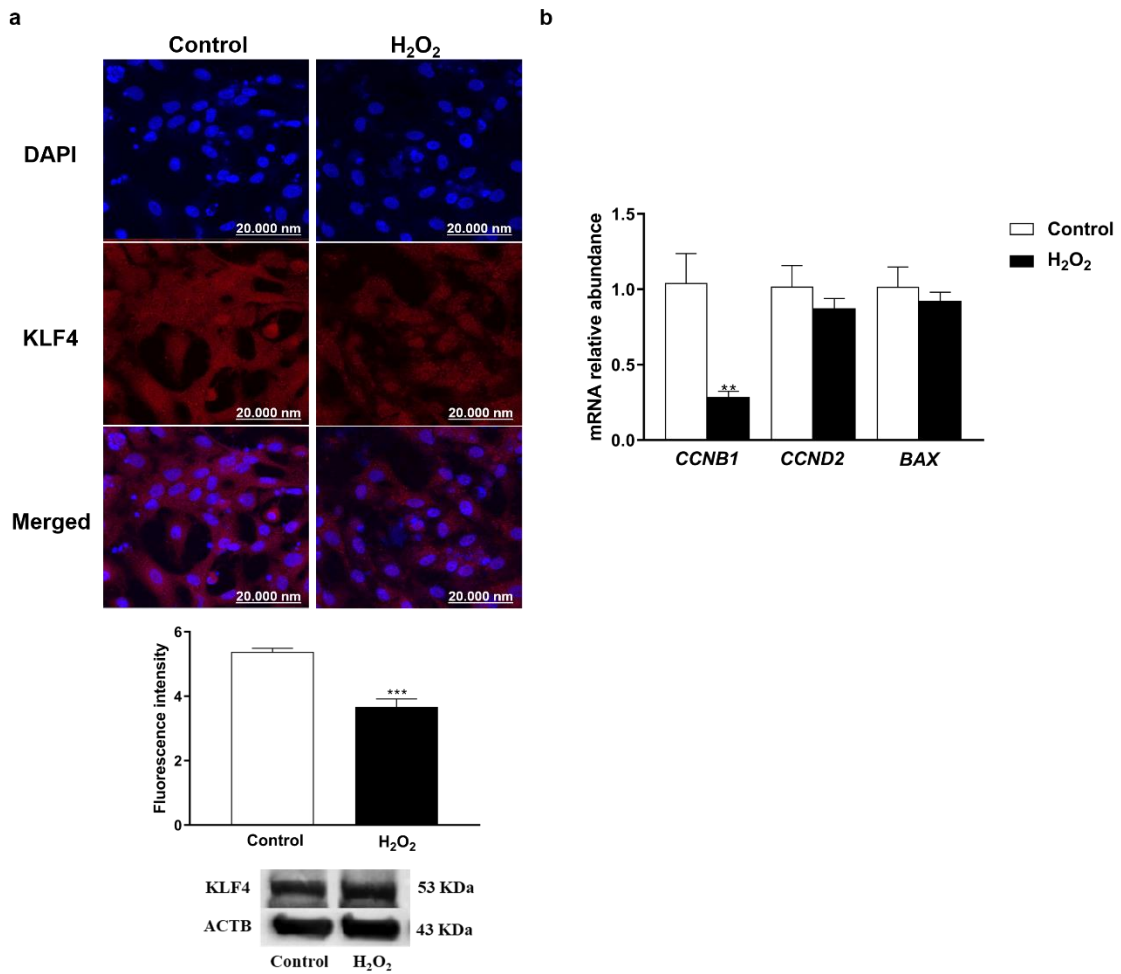 a
Control H₂O₂
DAPI
20.000 nm 20.000 nm
KLF4
20.000 nm 20.000 nm
Merged
20.000 nm 20.000 nm
Fluorescence intensity
6
4
2
0
***
Control H₂O₂
KLF4 53 KDa
ACTB 43 KDa
Control H₂O₂
b
mRNA relative abundance
1.5
1.0
0.5
0.0
**
CCNB1 CCND2 BAX
Control
H₂O₂